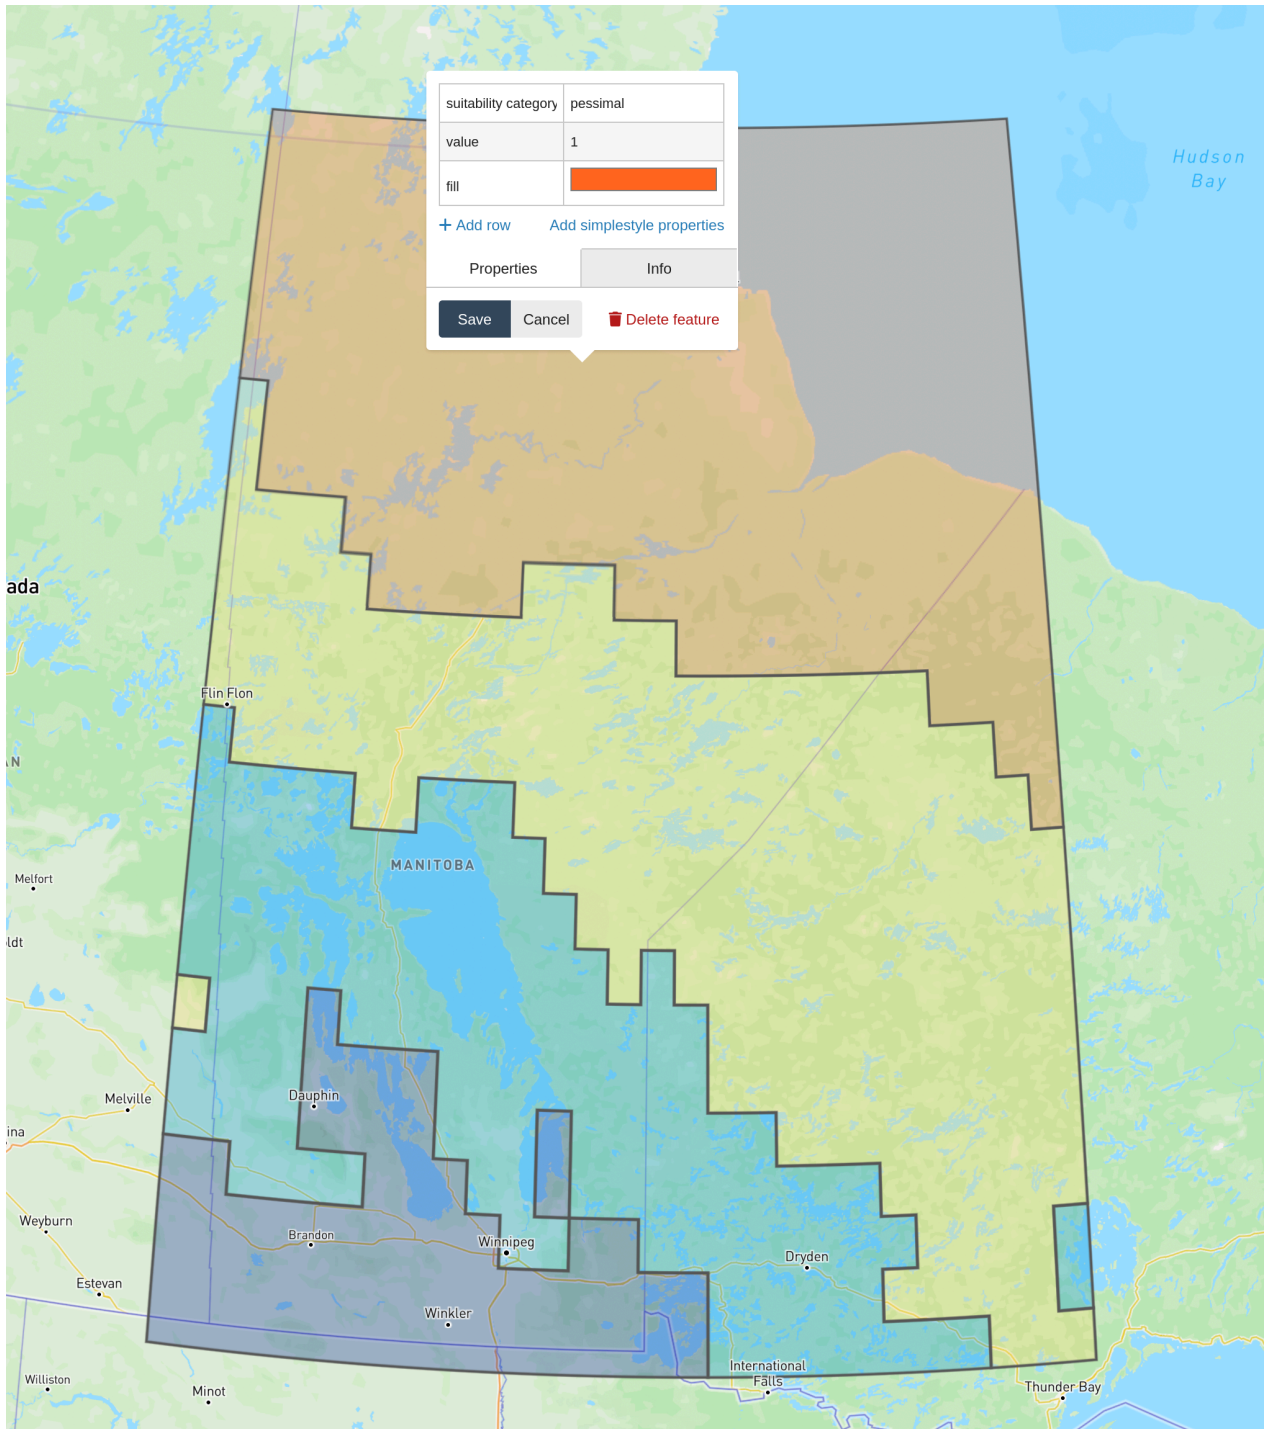 suitability category pessimal
value 1
fill
+ Add row Add simplestyle properties
Properties Info
Save Cancel Delete feature
Hudson
Bay
ada
Flin Flon
AN
MANITOBA
Melfort
ldt
Melville
Dauphin
ina
Weyburn
Brandon
Winnipeg
Dryden
Estevan
Winkler
International
Falls
Williston
Minot
Thunder Bay